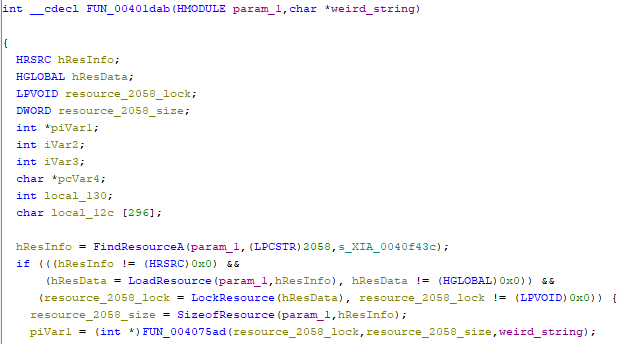 int __cdecl FUN_00401dab(HMODULE param_1,char *weird_string)
{
HRSRC hResInfo;
HGLOBAL hResData;
LPVOID resource_2058_lock;
DWORD resource_2058_size;
int *piVar1;
int iVar2;
int iVar3;
char *pcVar4;
int local_130;
char local_12c [296];
hResInfo = FindResourceA(param_1,(LPCSTR)2058,s_XIA_0040f43c);
if (((hResInfo != (HRSRC)0x0) &&
(hResData = LoadResource(param_1,hResInfo), hResData != (HGLOBAL)0x0)) &&
(resource_2058_lock = LockResource(hResData), resource_2058_lock != (LPVOID)0x0)) {
resource_2058_size = SizeofResource(param_1,hResInfo);
piVar1 = (int *)FUN_004075ad(resource_2058_lock,resource_2058_size,weird_string);